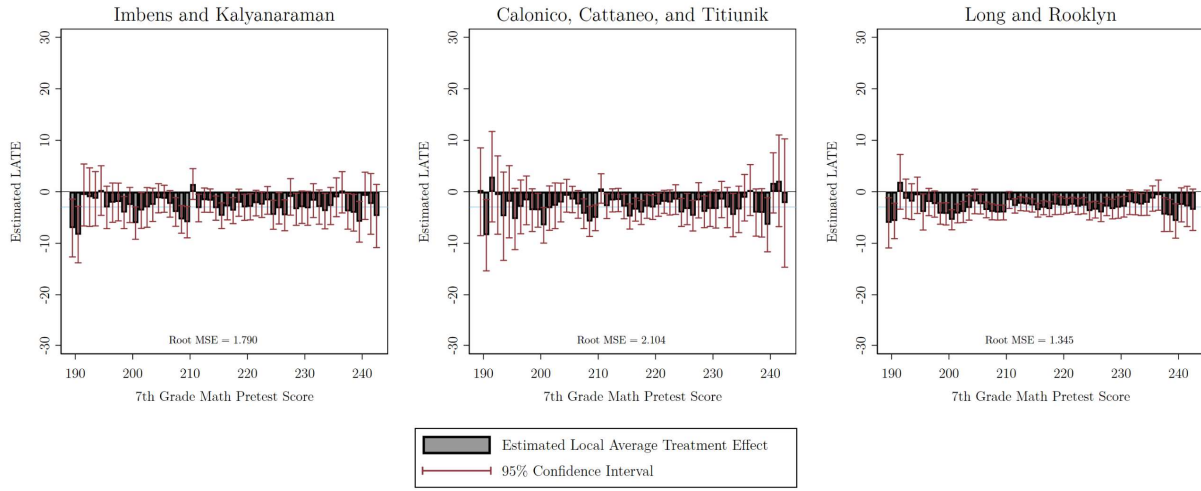 Imbens and Kalyanaraman
Calonico, Cattaneo, and Titiunik
Long and Rooklyn
Estimated LATE
30
20
10
0
-10
-20
-30
Root MSE = 1.790
190
200
210
220
230
240
7th Grade Math Pretest Score
Estimated LATE
30
20
10
0
-10
-20
-30
Root MSE = 2.104
190
200
210
220
230
240
7th Grade Math Pretest Score
Estimated LATE
30
20
10
0
-10
-20
-30
Root MSE = 1.345
190
200
210
220
230
240
7th Grade Math Pretest Score
Estimated Local Average Treatment Effect
95% Confidence Interval